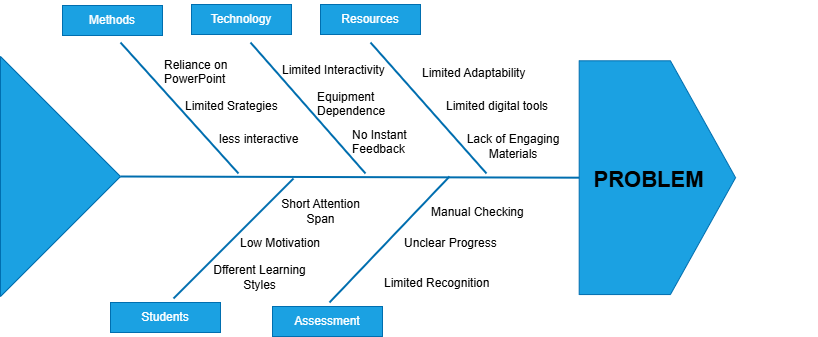 Methods
Technology
Resources
Reliance on
PowerPoint
Limited Srategies
less interactive
Limited Interactivity
Equipment
Dependence
No Instant
Feedback
Limited Adaptability
Limited digital tools
Lack of Engaging
Materials
PROBLEM
Short Attention
Span
Low Motivation
Dfferent Learning
Styles
Manual Checking
Unclear Progress
Limited Recognition
Students
Assessment